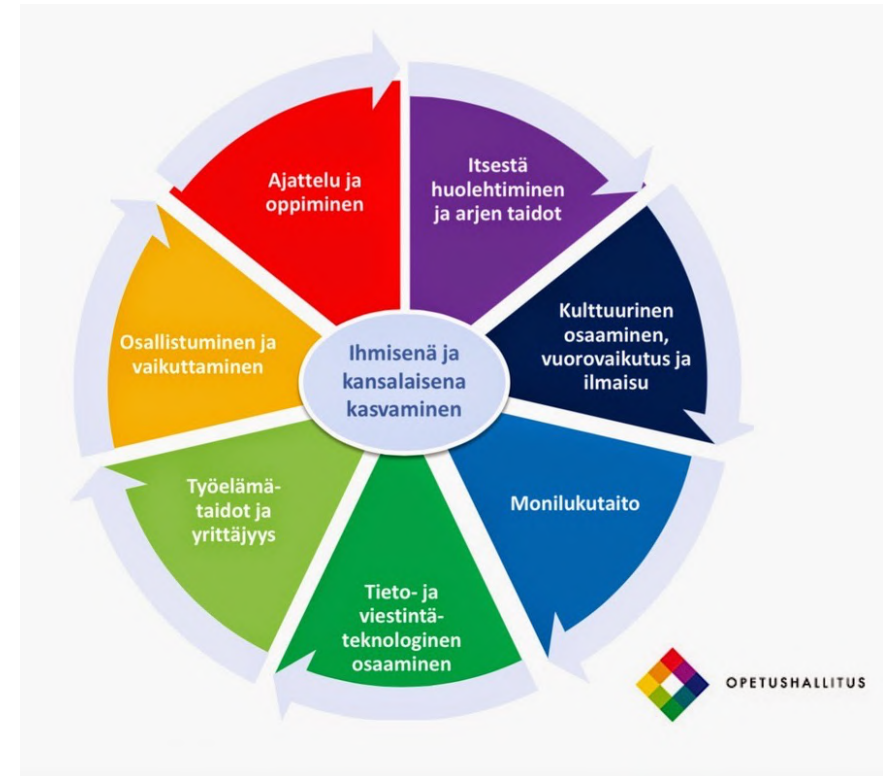 Ajattelu ja
oppiminen
Itsestä
huolehtiminen
ja arjen taidot
Kulttuurinen
osaaminen,
vuorovaikutus ja
ilmaisu
Monilukutaito
Tieto- ja
viestintä-
teknologinen
osaaminen
Työelämä-
taidot ja
yrittäjyys
Osallistuminen ja
vaikuttaminen
Ihmisenä ja
kansalaisena
kasvaminen
OPETUSHALLITUS